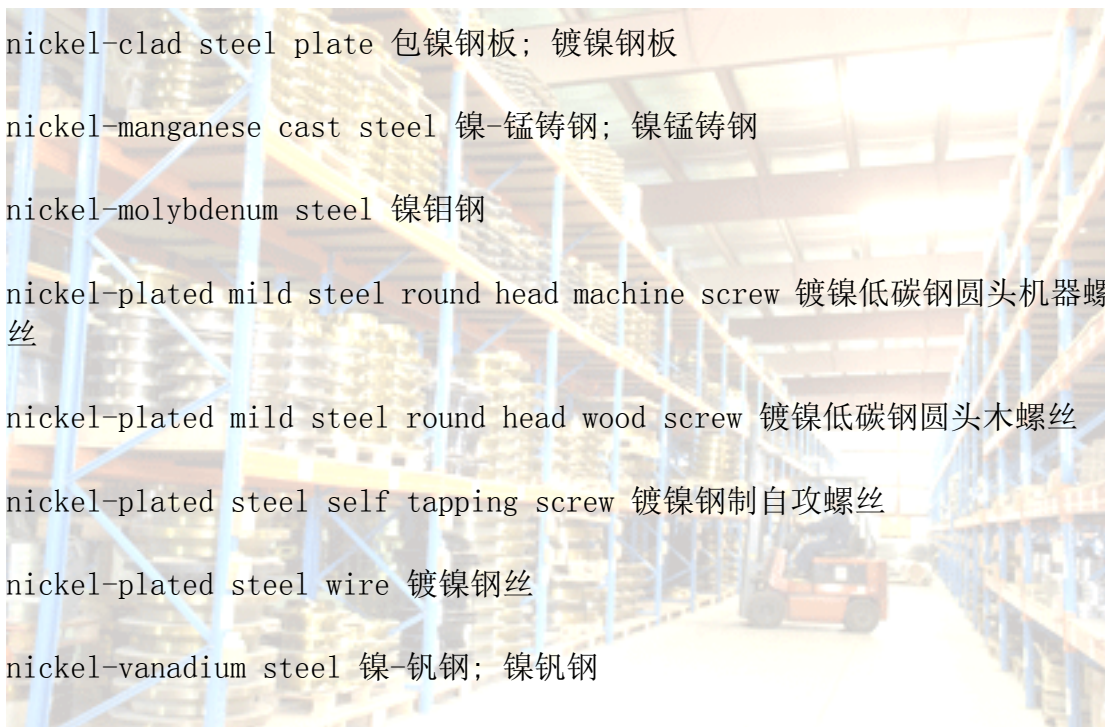 nickel-clad steel plate 包镍钢板; 镀镍钢板
nickel-manganese cast steel 镍-锰铸钢; 镍锰铸钢
nickel-molybdenum steel 镍钼钢
nickel-plated mild steel round head machine screw 镀镍低碳钢圆头机器螺
丝
nickel-plated mild steel round head wood screw 镀镍低碳钢圆头木螺丝
nickel-plated steel self tapping screw 镀镍钢制自攻螺丝
nickel-plated steel wire 镀镍钢丝
nickel-vanadium steel 镍-钒钢; 镍钒钢